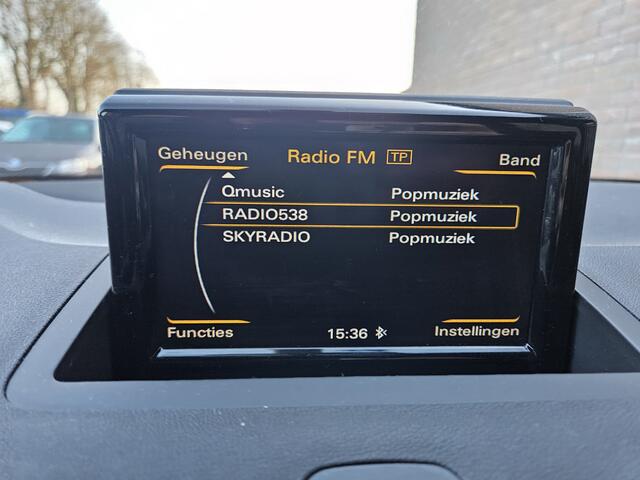 Geheugen Radio FM TP Band
Qmusic Popmuziek
RADIO538 Popmuziek
SKYRADIO Popmuziek
Functies 15:36 Instellingen